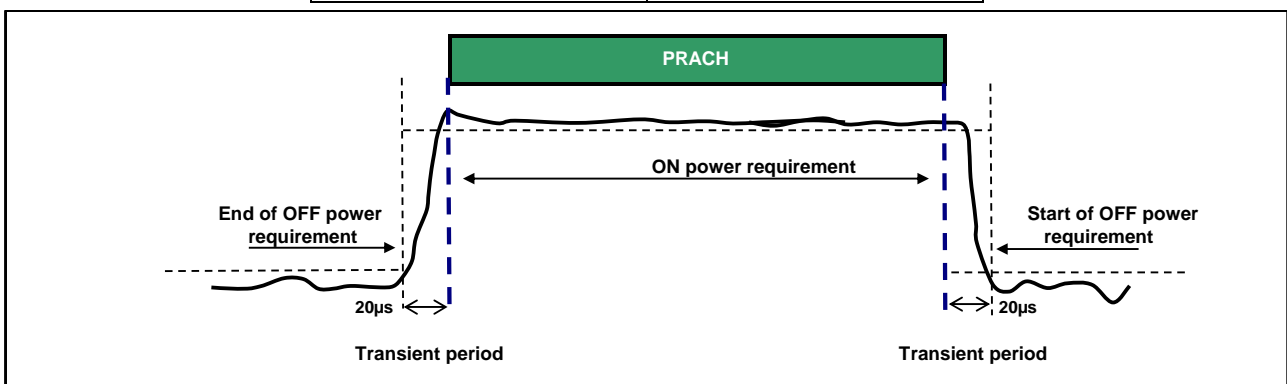 PRACH
ON power requirement
End of OFF power
requirement
Start of OFF power
requirement
20µs
20µs
Transient period
Transient period